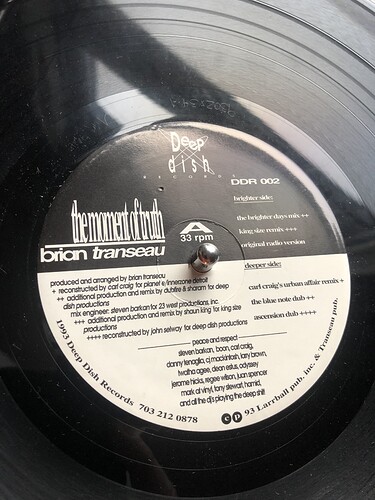 Deep
dish
RECORDS
DDR 002
brighter side:
the brighter days mix ++
king size remix +++
original radio version
the moment of truth
brian transeau
A
33 rpm
deeper side:
carl craig's urban affair remix +
the blue note dub ++
ascension dub ++++
produced and arranged by brian transeau
+ reconstructed by carl craig for planet e/innerzone detroit
++ additional production and remix by dubfire & sharam for deep
dish productions
mix engineer: steven barkan for 23 west productions, inc.
+++ additional production and remix by shaun king for king size
productions
++++ reconstructed by john selway for deep dish productions
peace and respect
steven barkan, boon, carl craig,
danny tenaglia, cj mackintosh, lary brown,
twalha agee, dean estus, odyssey
jerome hicks, regee wilson, juan spencer
mark at vinyl, tony stewart, hamid,
and all the dj's playing the deep shit!
1993 Deep Dish Records 703 212 0878 c p 93 Larrball pub. inc. & Transeau pub.